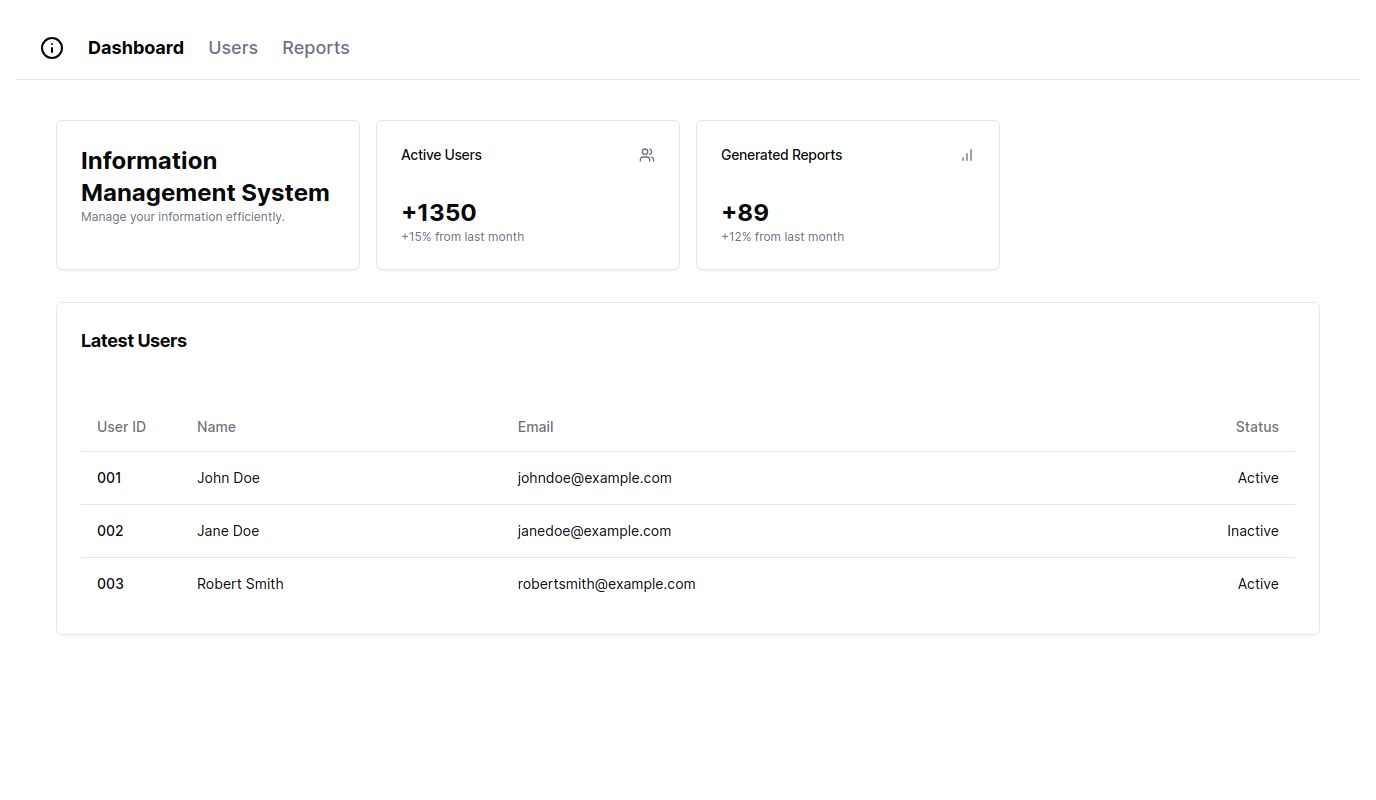 Dashboard Users Reports
Information
Management System
Manage your information efficiently.
Active Users
+1350
+15% from last month
Generated Reports
+89
+12% from last month
Latest Users
User ID Name Email Status
001 John Doe johndoe@example.com Active
002 Jane Doe janedoe@example.com Inactive
003 Robert Smith robertsmith@example.com Active